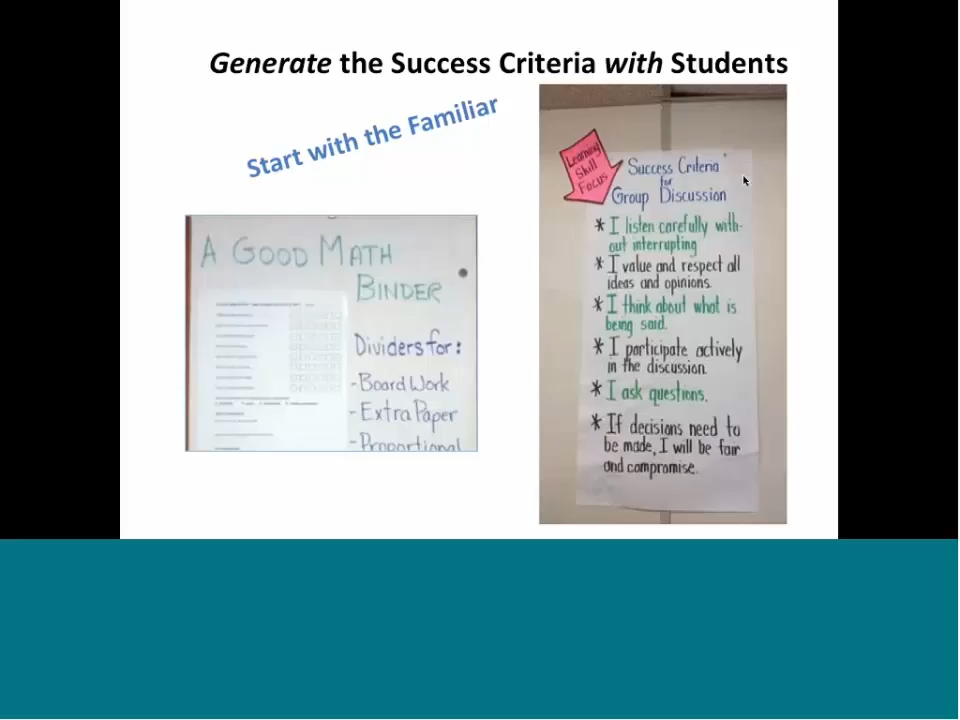 Generate the Success Criteria with Students
Start with the Familiar
A GOOD MATH
BINDER
Dividers for:
- Board Work
- Extra Paper
- Proportional
Learning
Skill
Focus
Success Criteria
for
Group Discussion
* I listen carefully with-
out interrupting
* I value and respect all
ideas and opinions.
* I think about what is
being said.
* I participate actively
in the discussion.
* I ask questions.
* If decisions need to
be made, I will be fair
and compromise.